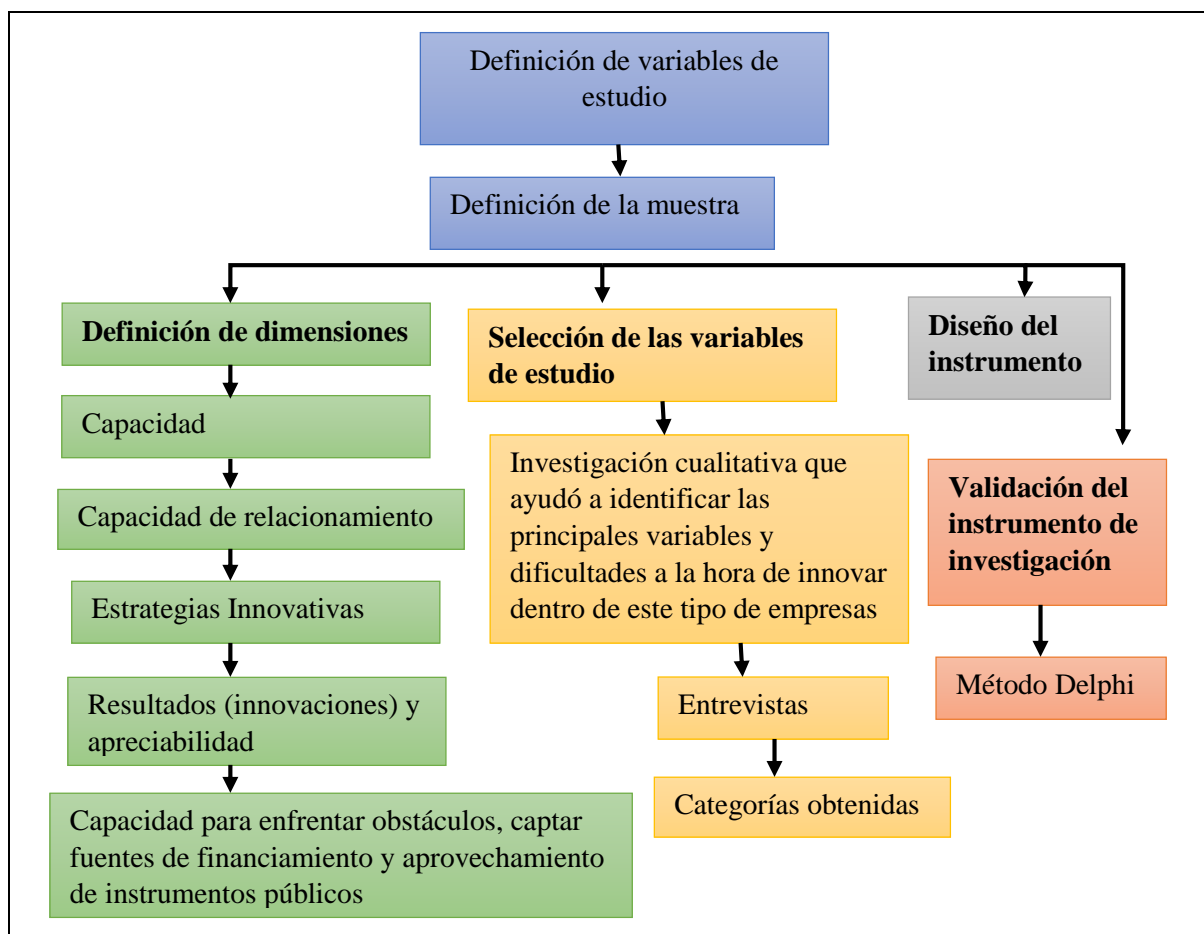 Definición de variables de
estudio
Definición de la muestra
Definición de dimensiones
Capacidad
Capacidad de relacionamiento
Estrategias Innovativas
Resultados (innovaciones) y
apreciabilidad
Capacidad para enfrentar obstáculos, captar
fuentes de financiamiento y aprovechamiento
de instrumentos públicos
Selección de las variables
de estudio
Investigación cualitativa que
ayudó a identificar las
principales variables y
dificultades a la hora de innovar
dentro de este tipo de empresas
Entrevistas
Categorías obtenidas
Diseño del
instrumento
Validación del
instrumento de
investigación
Método Delphi